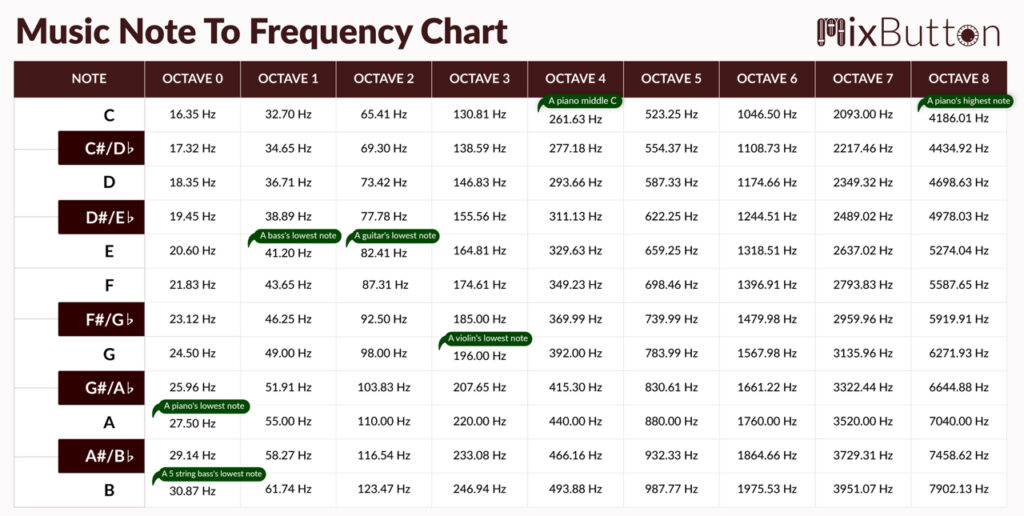 Music Note To Frequency Chart
MixButton
NOTE OCTAVE 0 OCTAVE 1 OCTAVE 2 OCTAVE 3 OCTAVE 4 OCTAVE 5 OCTAVE 6 OCTAVE 7 OCTAVE 8
A piano middle C A piano's highest note
C 16.35 Hz 32.70 Hz 65.41 Hz 130.81 Hz 261.63 Hz 523.25 Hz 1046.50 Hz 2093.00 Hz 4186.01 Hz
C#/D♭ 17.32 Hz 34.65 Hz 69.30 Hz 138.59 Hz 277.18 Hz 554.37 Hz 1108.73 Hz 2217.46 Hz 4434.92 Hz
D 18.35 Hz 36.71 Hz 73.42 Hz 146.83 Hz 293.66 Hz 587.33 Hz 1174.66 Hz 2349.32 Hz 4698.63 Hz
D#/E♭ 19.45 Hz 38.89 Hz 77.78 Hz 155.56 Hz 311.13 Hz 622.25 Hz 1244.51 Hz 2489.02 Hz 4978.03 Hz
A bass's lowest note A guitar's lowest note
E 20.60 Hz 41.20 Hz 82.41 Hz 164.81 Hz 329.63 Hz 659.25 Hz 1318.51 Hz 2637.02 Hz 5274.04 Hz
F 21.83 Hz 43.65 Hz 87.31 Hz 174.61 Hz 349.23 Hz 698.46 Hz 1396.91 Hz 2793.83 Hz 5587.65 Hz
F#/G♭ 23.12 Hz 46.25 Hz 92.50 Hz 185.00 Hz 369.99 Hz 739.99 Hz 1479.98 Hz 2959.96 Hz 5919.91 Hz
A violin's lowest note
G 24.50 Hz 49.00 Hz 98.00 Hz 196.00 Hz 392.00 Hz 783.99 Hz 1567.98 Hz 3135.96 Hz 6271.93 Hz
G#/A♭ 25.96 Hz 51.91 Hz 103.83 Hz 207.65 Hz 415.30 Hz 830.61 Hz 1661.22 Hz 3322.44 Hz 6644.88 Hz
A piano's lowest note
A 27.50 Hz 55.00 Hz 110.00 Hz 220.00 Hz 440.00 Hz 880.00 Hz 1760.00 Hz 3520.00 Hz 7040.00 Hz
A#/B♭ 29.14 Hz 58.27 Hz 116.54 Hz 233.08 Hz 466.16 Hz 932.33 Hz 1864.66 Hz 3729.31 Hz 7458.62 Hz
A 5 string bass's lowest note
B 30.87 Hz 61.74 Hz 123.47 Hz 246.94 Hz 493.88 Hz 987.77 Hz 1975.53 Hz 3951.07 Hz 7902.13 Hz